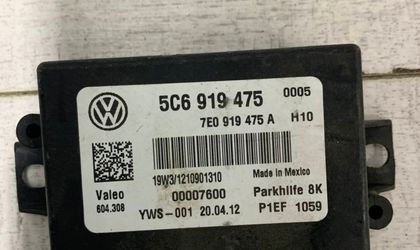 5C6 919 475 0005
7E0 919 475 A H10
19W3/1210901310 Made in Mexico
Valeo 00007600 Parkhilfe 8K
604.308 YWS-001 20.04.12 P1EF 1059